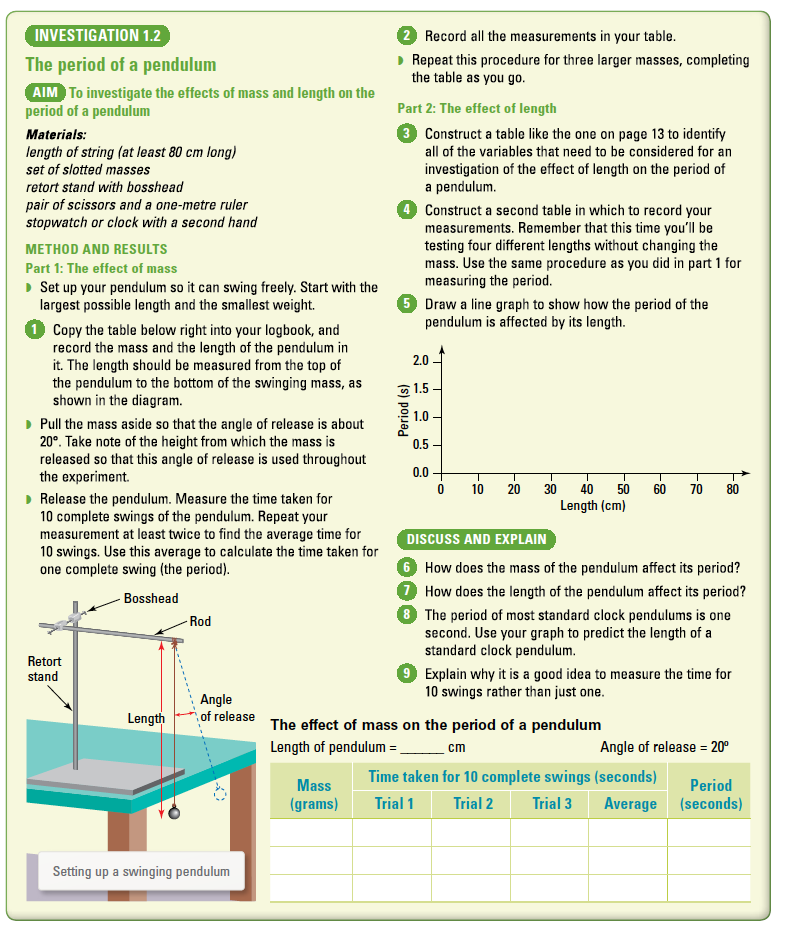 INVESTIGATION 1.2
The period of a pendulum
AIM To investigate the effects of mass and length on the
period of a pendulum
Materials:
length of string (at least 80 cm long)
set of slotted masses
retort stand with bosshead
pair of scissors and a one-metre ruler
stopwatch or clock with a second hand
METHOD AND RESULTS
Part 1: The effect of mass
Set up your pendulum so it can swing freely. Start with the
largest possible length and the smallest weight.
1 Copy the table below right into your logbook, and
record the mass and the length of the pendulum in
it. The length should be measured from the top of
the pendulum to the bottom of the swinging mass, as
shown in the diagram.
Pull the mass aside so that the angle of release is about
20°. Take note of the height from which the mass is
released so that this angle of release is used throughout
the experiment.
Release the pendulum. Measure the time taken for
10 complete swings of the pendulum. Repeat your
measurement at least twice to find the average time for
10 swings. Use this average to calculate the time taken for
one complete swing (the period).
Bosshead
Rod
Retort
stand
Length
Angle
of release
Setting up a swinging pendulum
2 Record all the measurements in your table.
Repeat this procedure for three larger masses, completing
the table as you go.
Part 2: The effect of length
3 Construct a table like the one on page 13 to identify
all of the variables that need to be considered for an
investigation of the effect of length on the period of
a pendulum.
4 Construct a second table in which to record your
measurements. Remember that this time you'll be
testing four different lengths without changing the
mass. Use the same procedure as you did in part 1 for
measuring the period.
5 Draw a line graph to show how the period of the
pendulum is affected by its length.
Period (s)
2.0
1.5
1.0
0.5
0.0
0 10 20 30 40 50 60 70 80
Length (cm)
DISCUSS AND EXPLAIN
6 How does the mass of the pendulum affect its period?
7 How does the length of the pendulum affect its period?
8 The period of most standard clock pendulums is one
second. Use your graph to predict the length of a
standard clock pendulum.
9 Explain why it is a good idea to measure the time for
10 swings rather than just one.
The effect of mass on the period of a pendulum
Length of pendulum = ______ cm Angle of release = 20°
Mass
(grams)
Time taken for 10 complete swings (seconds)
Trial 1 Trial 2 Trial 3 Average
Period
(seconds)